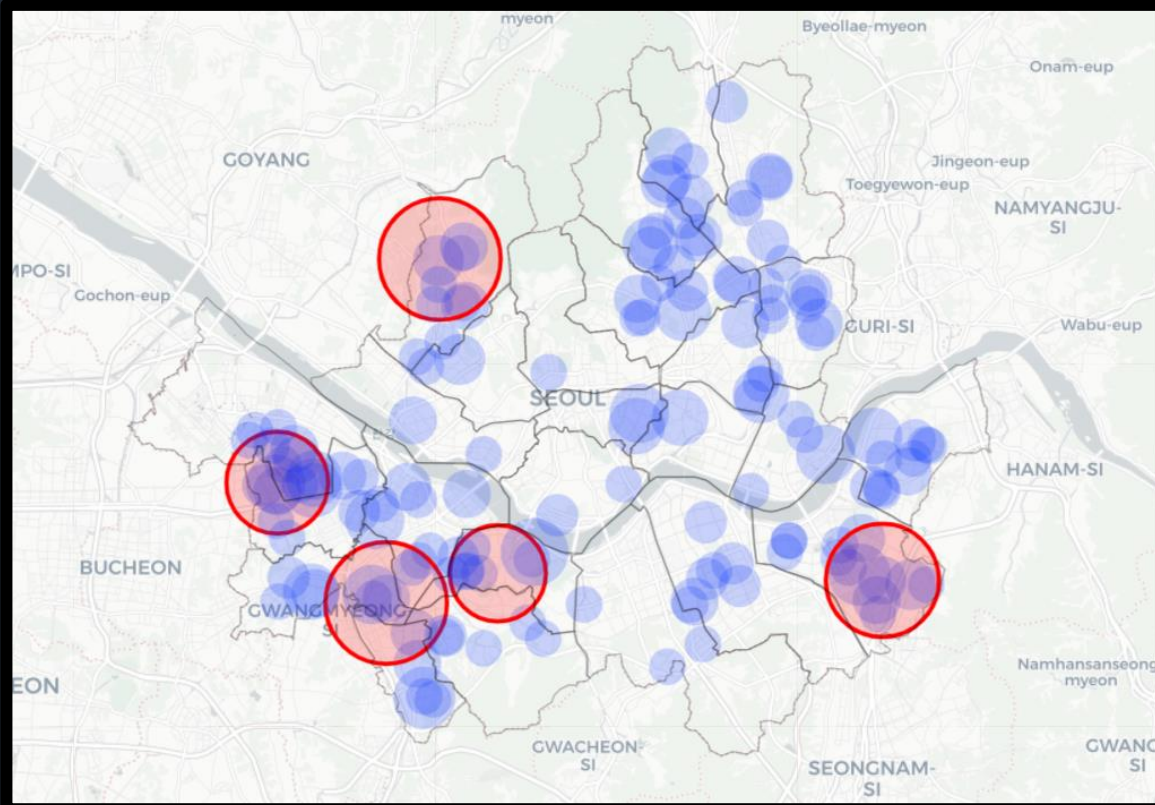 myeon
Byeollae-myeon
Onam-eup
GOYANG
Jingeon-eup
Toegyewon-eup
NAMYANGJU-
SI
MPO-SI
Gochon-eup
GURI-SI
Wabu-eup
SEOUL
HANAM-SI
BUCHEON
GWANGMYEONG
SI
EON
Namhansanseong
myeon
GWACHEON-
SI
SEONGNAM-
SI
GWANG
SI